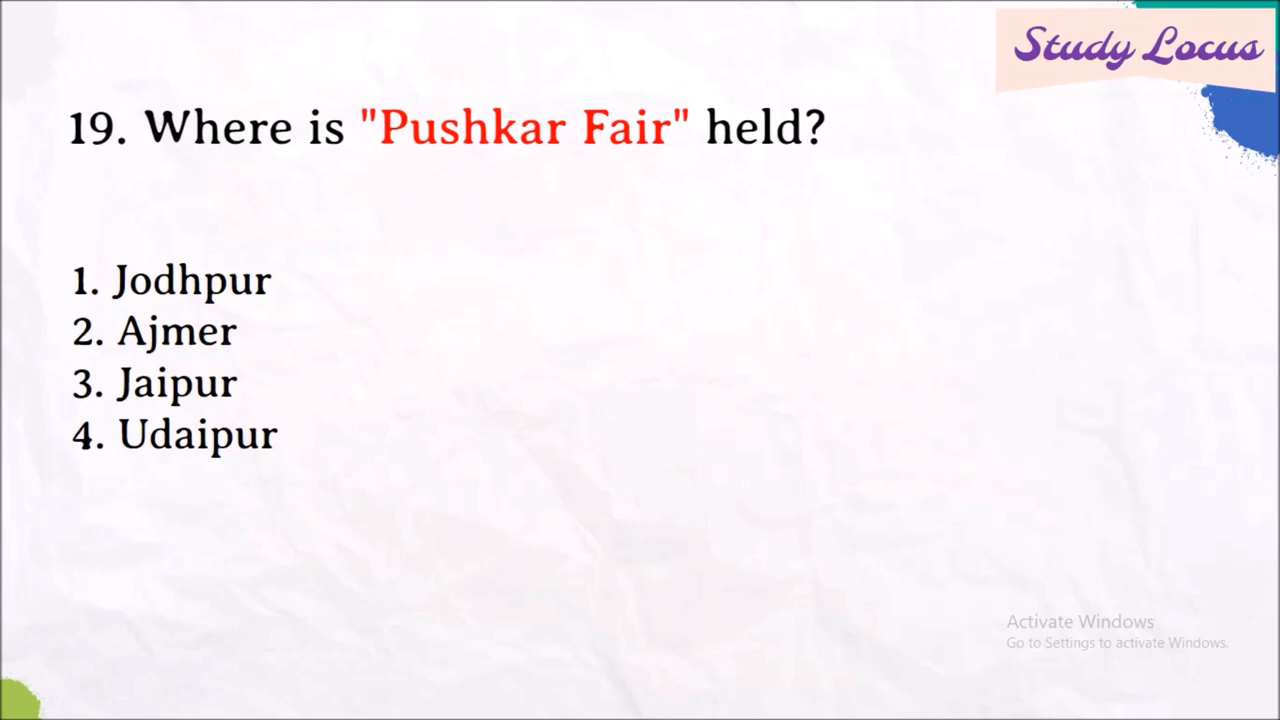 Study Locus
19. Where is "Pushkar Fair" held?
1. Jodhpur
2. Ajmer
3. Jaipur
4. Udaipur
Activate Windows
Go to Settings to activate Windows.